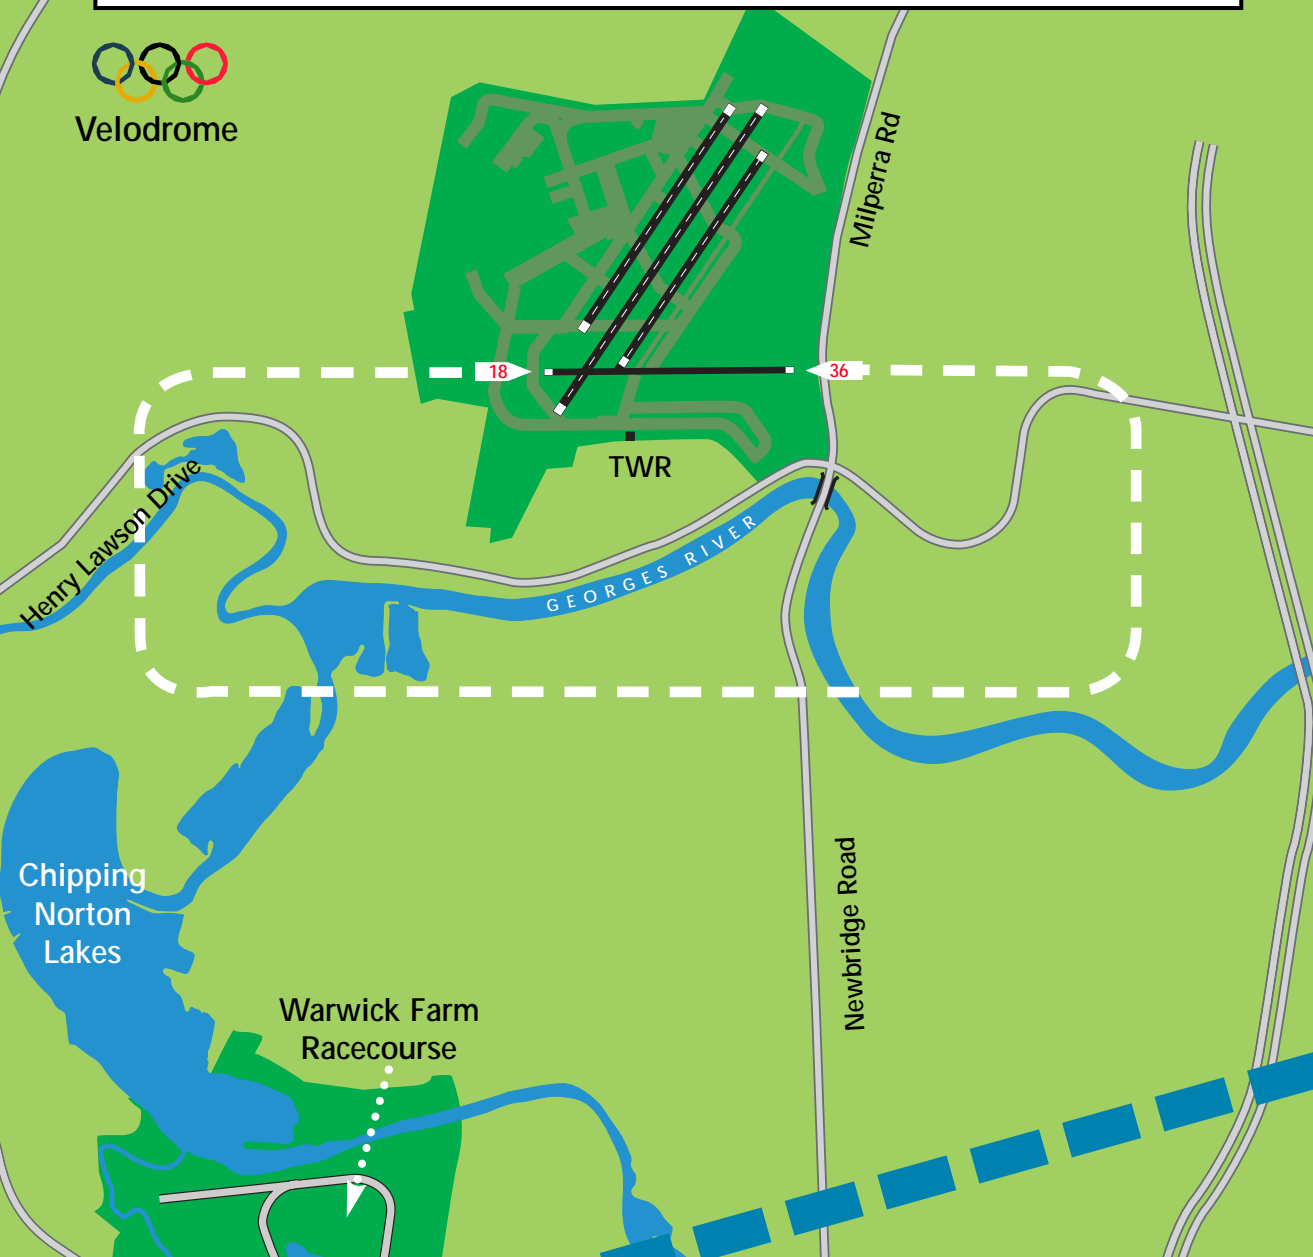 Velodrome
Milperra Rd
18
36
TWR
Henry Lawson Drive
GEORGES RIVER
Chipping
Norton
Lakes
Newbridge Road
Warwick Farm
Racecourse